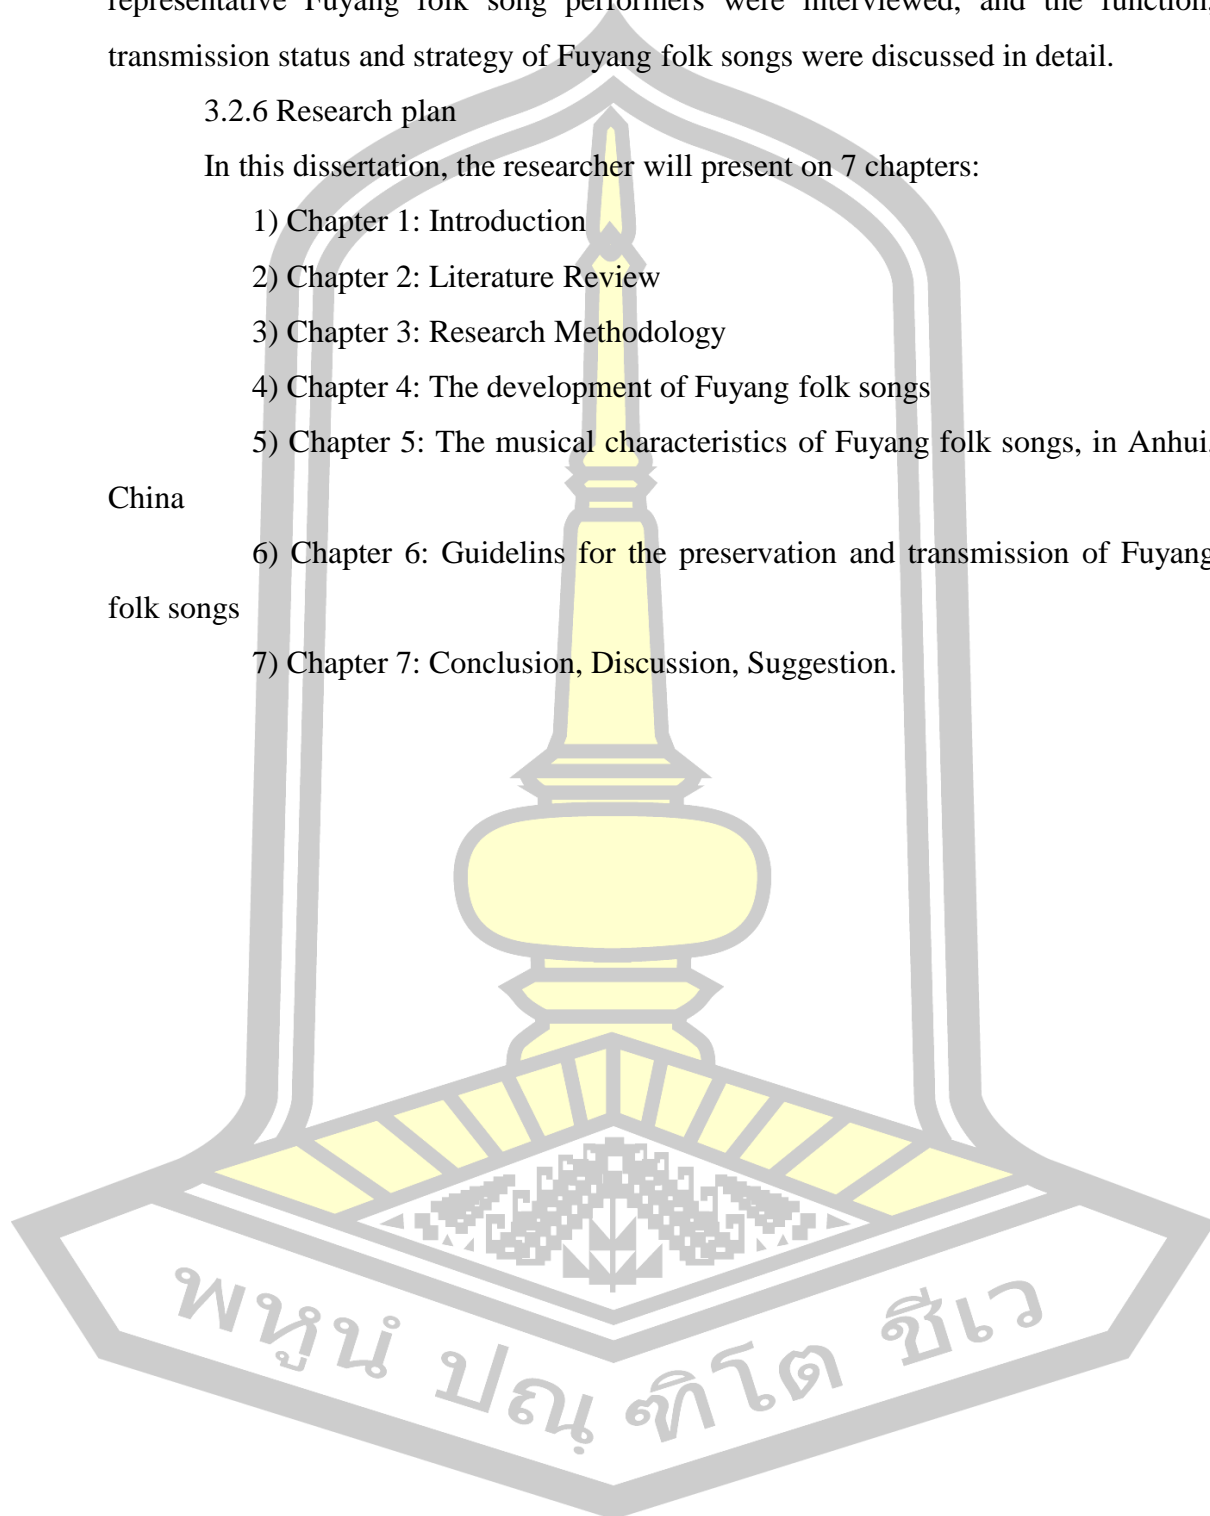 representative Fuyang folk song performers were interviewed, and the function,
transmission status and strategy of Fuyang folk songs were discussed in detail.
3.2.6 Research plan
In this dissertation, the researcher will present on 7 chapters:
1) Chapter 1: Introduction
2) Chapter 2: Literature Review
3) Chapter 3: Research Methodology
4) Chapter 4: The development of Fuyang folk songs
5) Chapter 5: The musical characteristics of Fuyang folk songs, in Anhui,
China
6) Chapter 6: Guidelins for the preservation and transmission of Fuyang
folk songs
7) Chapter 7: Conclusion, Discussion, Suggestion.
พหูนํ ปณฺฑิโต ชีเว